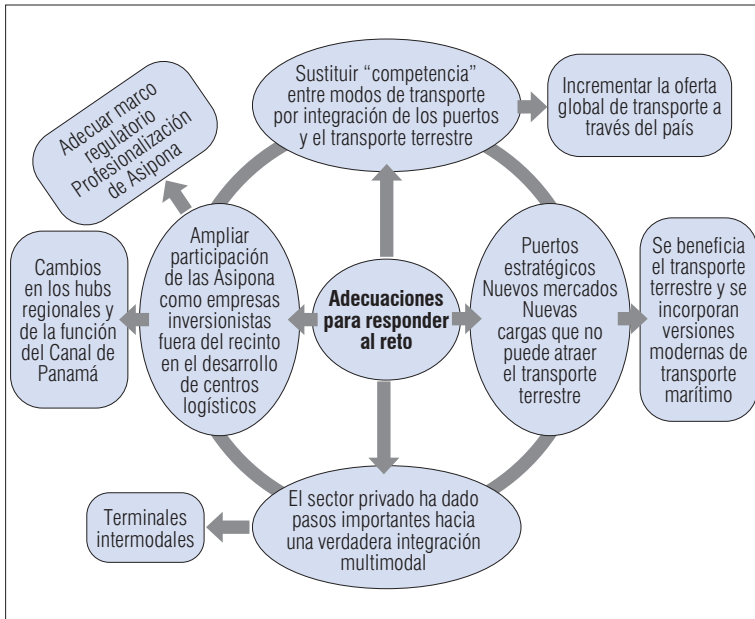 Sustituir “competencia”
entre modos de transporte
por integración de los puertos
y el transporte terrestre
Incrementar la oferta
global de transporte a
través del país
Adecuar marco
regulatorio
Profesionalización
de Asipona
Ampliar
participación
de las Asipona
como empresas
inversionistas
fuera del recinto
en el desarrollo
de centros
logísticos
Cambios
en los hubs
regionales y
de la función
del Canal de
Panamá
Adecuaciones
para responder
al reto
Puertos
estratégicos
Nuevos mercados
Nuevas
cargas que no
puede atraer
el transporte
terrestre
Se beneficia
el transporte
terrestre y se
incorporan
versiones
modernas de
transporte
marítimo
El sector privado ha dado
pasos importantes hacia
una verdadera integración
multimodal
Terminales
intermodales